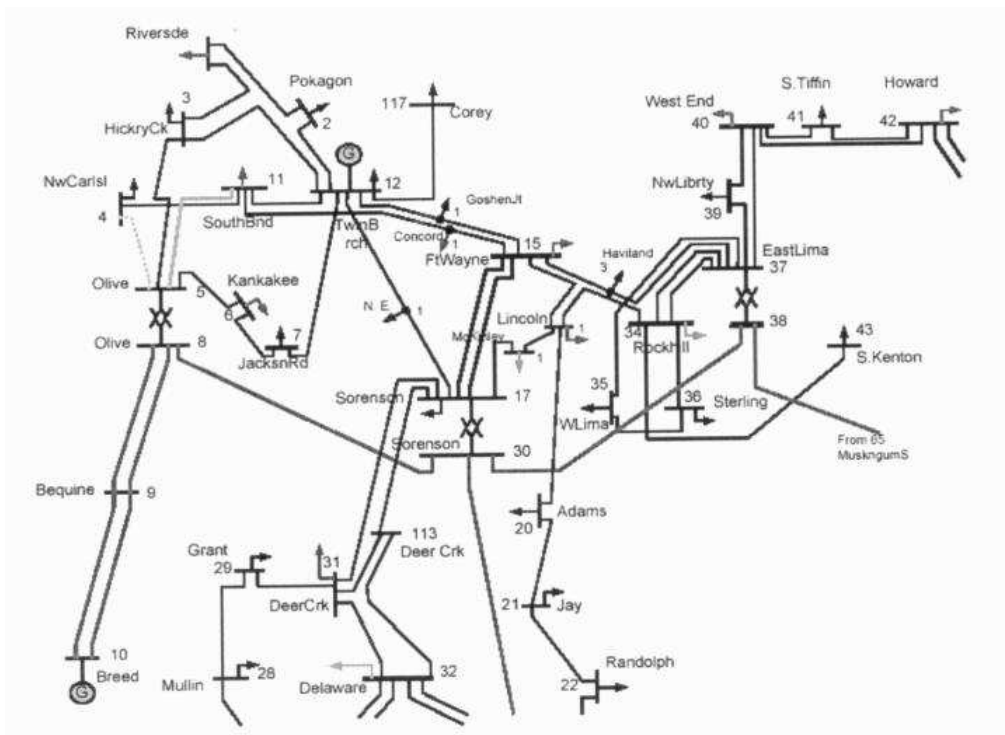 Riversde
Pokagon
2
3
HickryCk
G
117
Corey
S.Tiffin
Howard
West End
40
41
42
NwCarlsl
4
11
SouthBnd
12
TwinB
rch
GoshenJt
1
Concord
1
NwLibrty
39
15
FtWayne
Haviland
3
EastLima
37
Olive
5
Kankakee
6
N. E.
1
7
JacksnRd
Lincoln
1
McKinley
1
34
Rockhill
38
43
S.Kenton
Olive
8
35
WLima
36
Sterling
Sorenson
17
Sorenson
30
From 65
MuskngumS
Bequine
9
Adams
20
113
Deer Crk
Grant
29
31
DeerCrk
21
Jay
10
Breed
G
Mullin
28
Delaware
32
Randolph
22